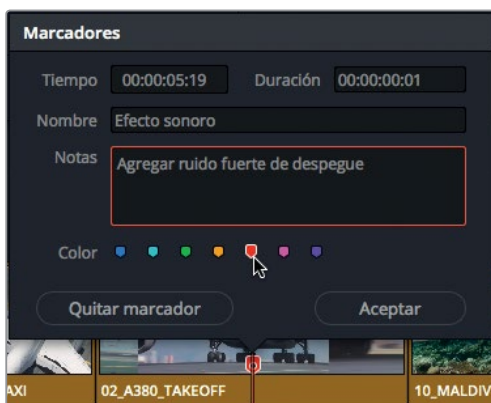 Marcadores
Tiempo 00:00:05:19 Duración 00:00:00:01
Nombre Efecto sonoro
Notas Agregar ruido fuerte de despegue
Color
Quitar marcador Aceptar
AXI 02_A380_TAKEOFF 10_MALDIV